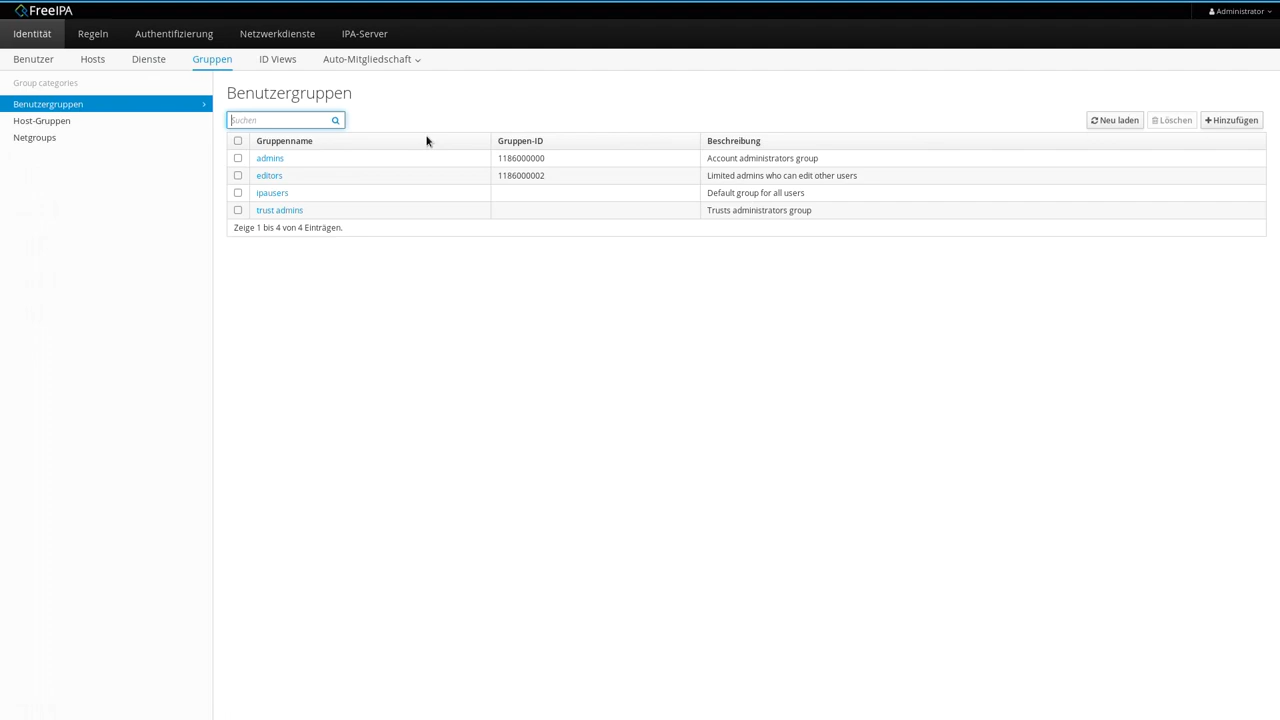 FreeIPA
Administrator
Identität Regeln Authentifizierung Netzwerkdienste IPA-Server
Benutzer Hosts Dienste Gruppen ID Views Auto-Mitgliedschaft
Group categories
Benutzergruppen
Host-Gruppen
Netgroups
Benutzergruppen
Suchen
Neu laden Löschen Hinzufügen
Gruppenname Gruppen-ID Beschreibung
admins 1186000000 Account administrators group
editors 1186000002 Limited admins who can edit other users
ipausers Default group for all users
trust admins Trusts administrators group
Zeige 1 bis 4 von 4 Einträgen.